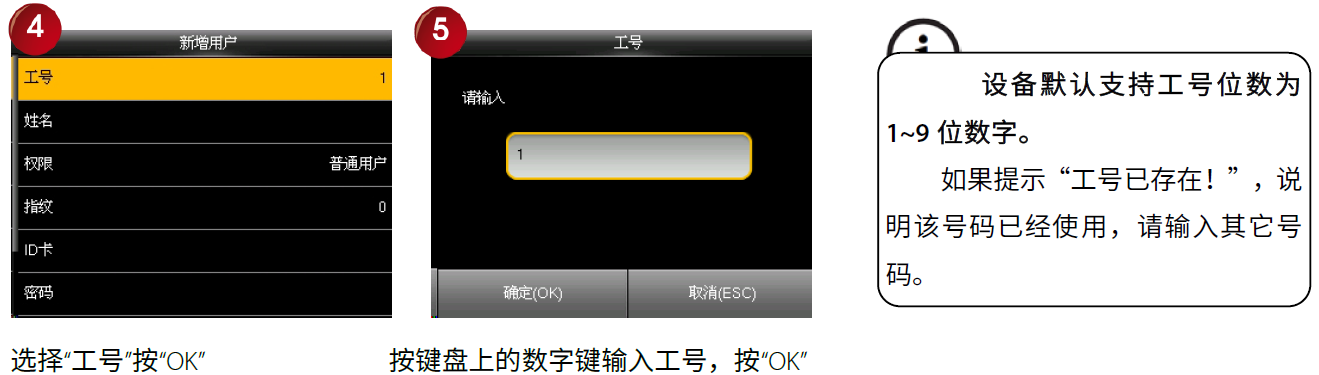 4
新增用户
工号 1
姓名
权限 普通用户
指纹 0
ID卡
密码
选择“工号”按“OK”
5
工号
请输入
1
确定(OK) 取消(ESC)
按键盘上的数字键输入工号，按“OK”
设备默认支持工号位数为
1~9 位数字。
如果提示“工号已存在！”，说
明该号码已经使用，请输入其它号
码。